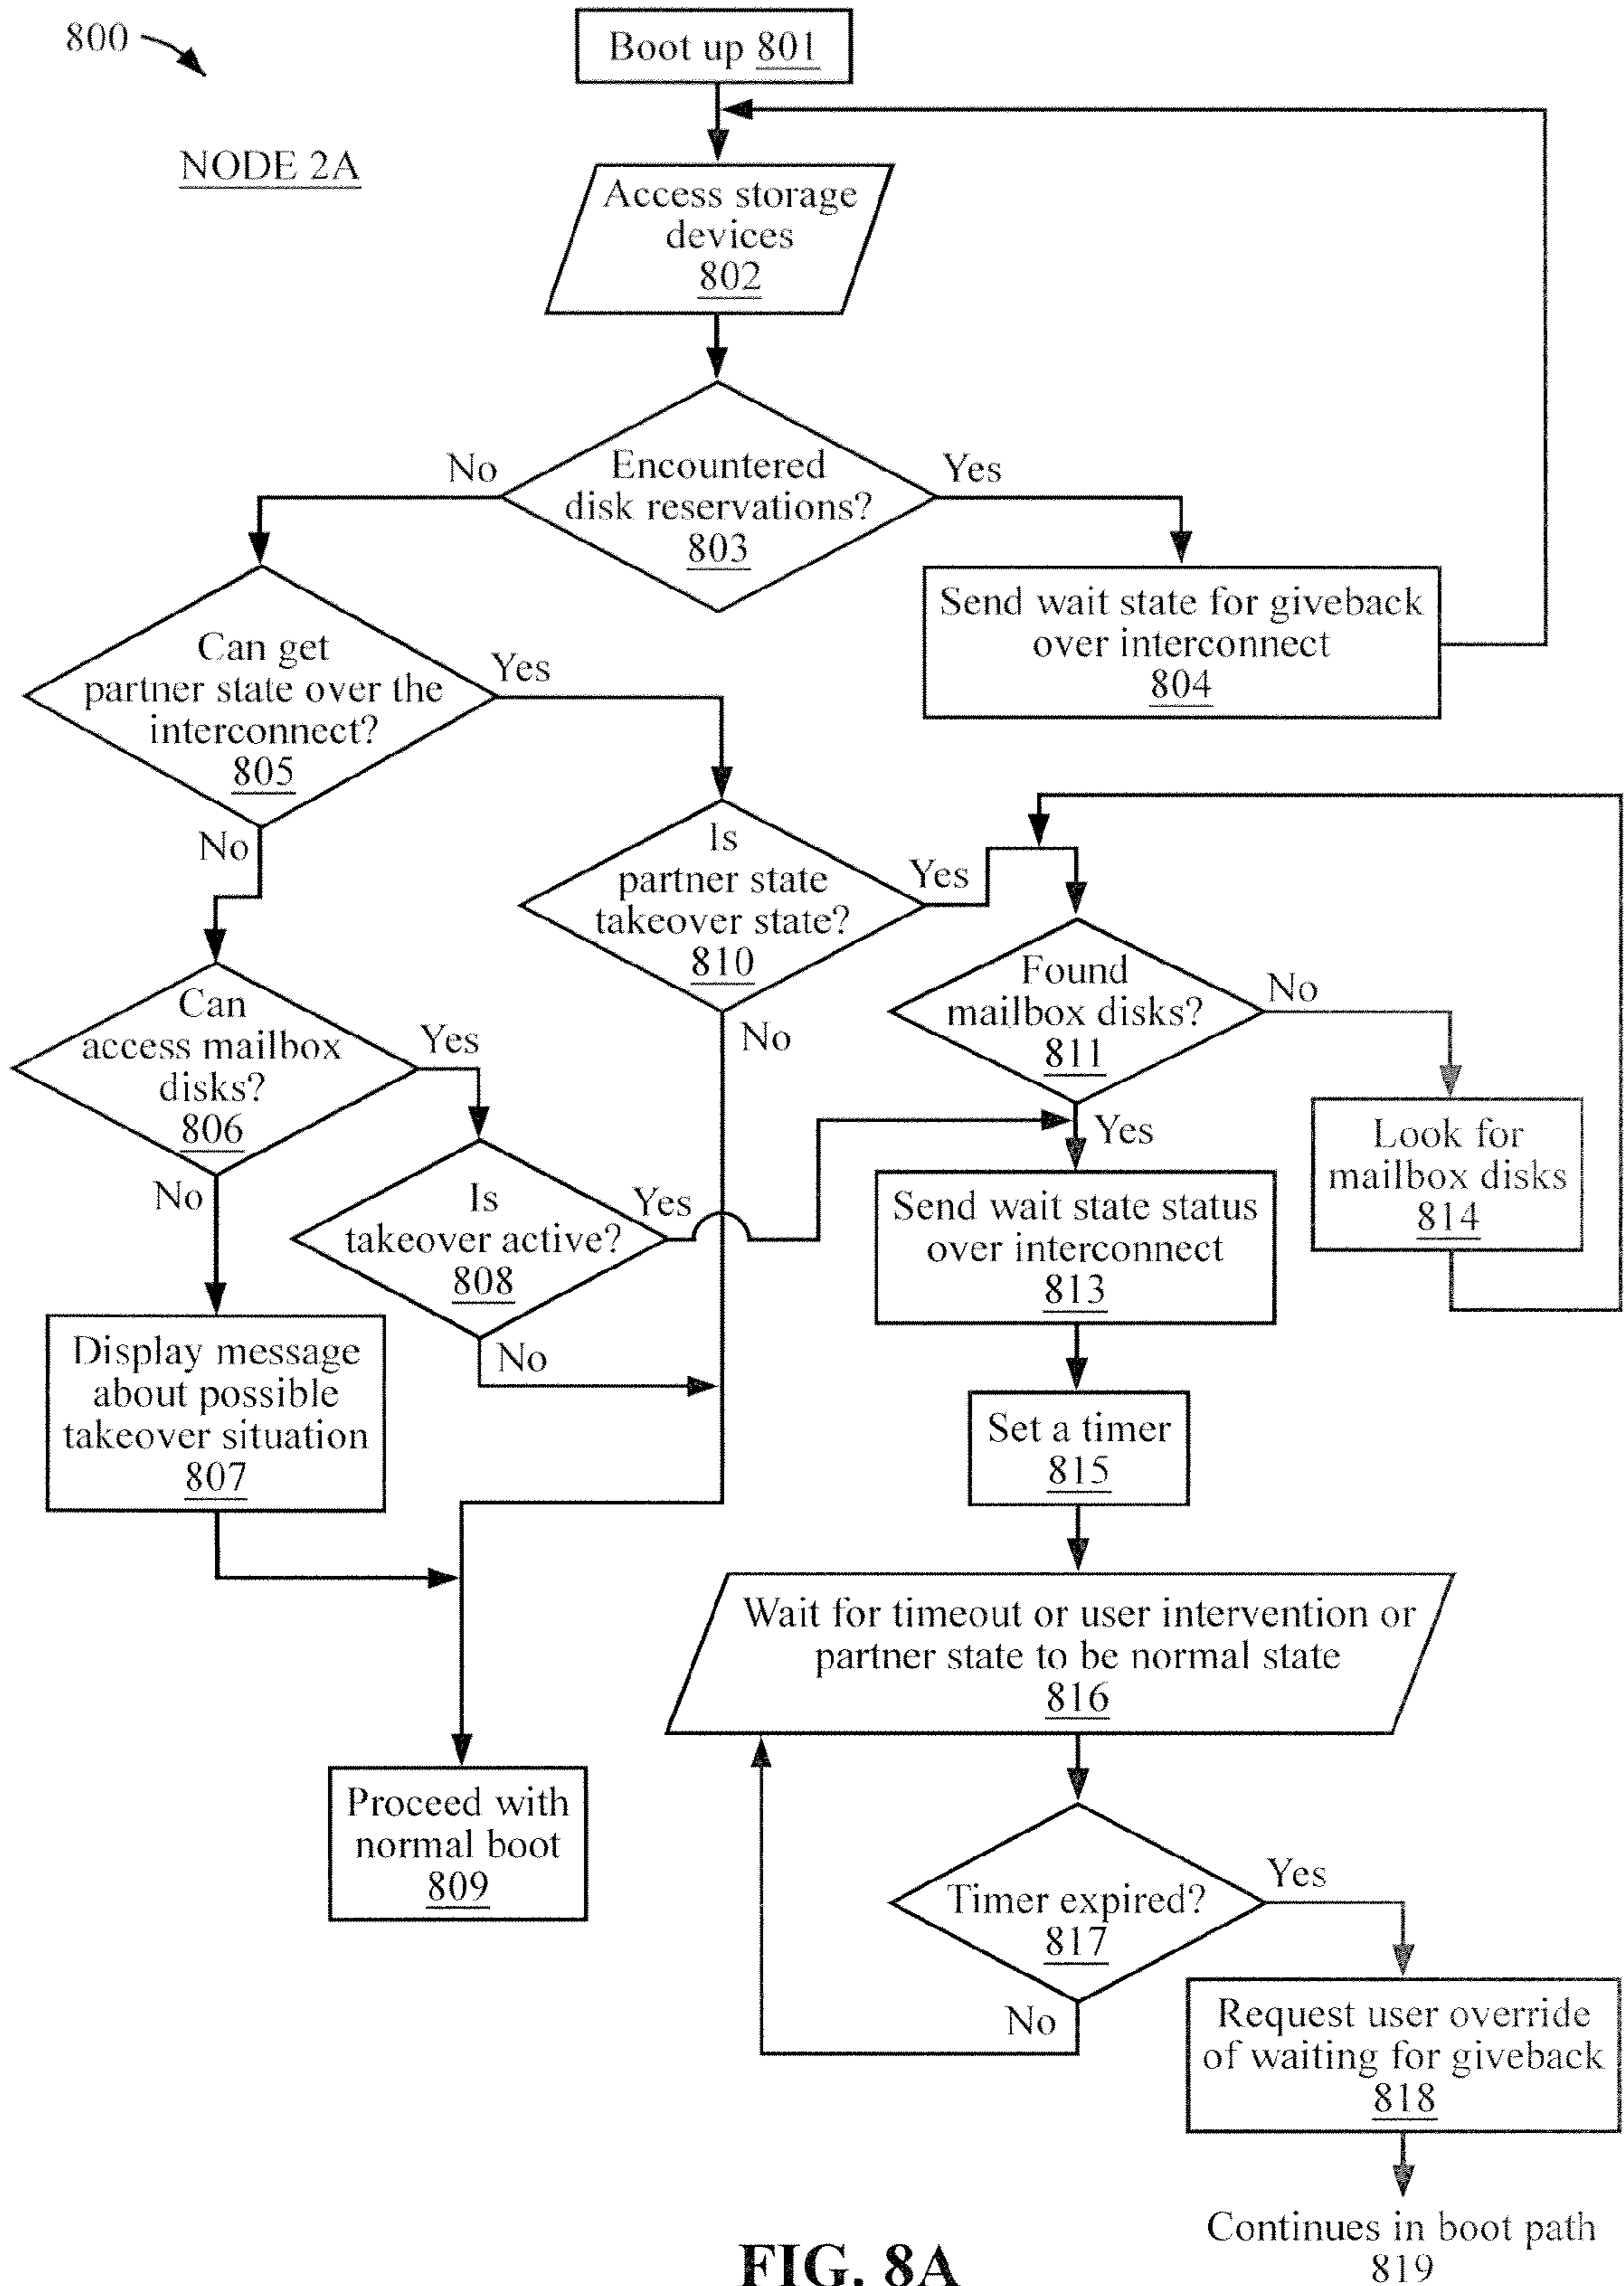 800
Boot up 801
NODE 2A
Access storage
devices
802
No
Encountered
disk reservations?
803
Yes
Send wait state for giveback
over interconnect
804
Can get
partner state over the
interconnect?
805
Yes
No
Is
partner state
takeover state?
810
Yes
No
Found
mailbox disks?
811
No
Yes
Can
access mailbox
disks?
806
Yes
No
Look for
mailbox disks
814
Is
takeover active?
808
Yes
No
Send wait state status
over interconnect
813
Display message
about possible
takeover situation
807
Set a timer
815
Wait for timeout or user intervention or
partner state to be normal state
816
Proceed with
normal boot
809
Timer expired?
817
Yes
No
Request user override
of waiting for giveback
818
Continues in boot path
819
FIG. 8A